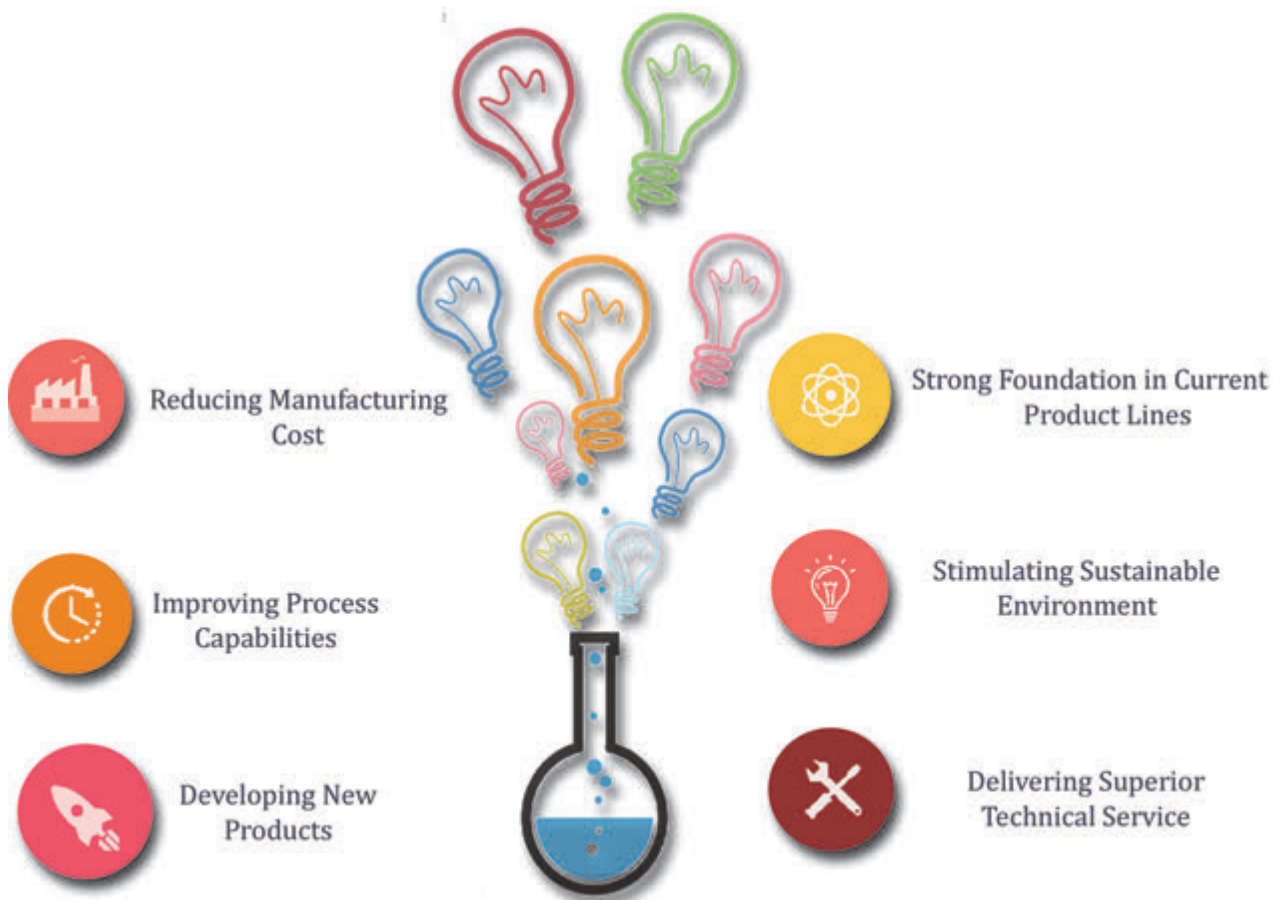 Reducing Manufacturing
Cost
Improving Process
Capabilities
Developing New
Products
Strong Foundation in Current
Product Lines
Stimulating Sustainable
Environment
Delivering Superior
Technical Service